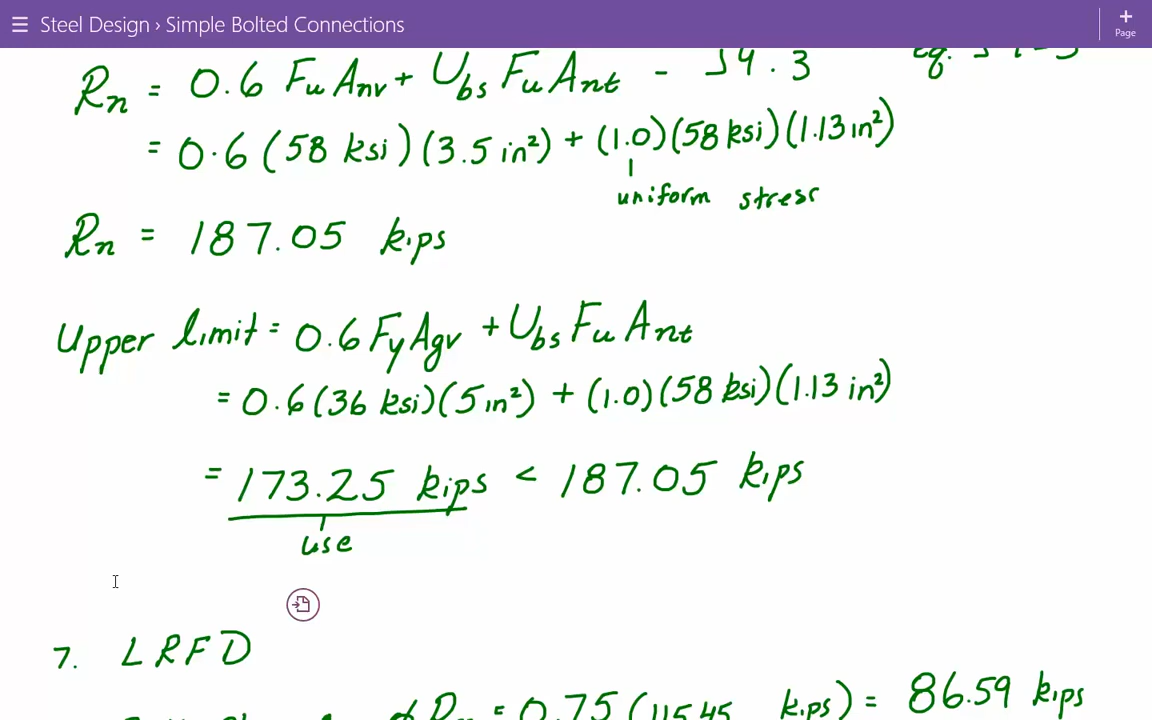 Steel Design › Simple Bolted Connections
Page
Rn = 0.6 Fu Anv + Ubs Fu Ant - J4.3
= 0.6 (58 ksi) (3.5 in²) + (1.0) (58 ksi) (1.13 in²)
uniform stress
Rn = 187.05 kips
Upper limit = 0.6 Fy Agv + Ubs Fu Ant
= 0.6 (36 ksi) (5 in²) + (1.0) (58 ksi) (1.13 in²)
= 173.25 kips < 187.05 kips
use
7. LRFD
ϕRn = 0.75 (115.45 kips) = 86.59 kips